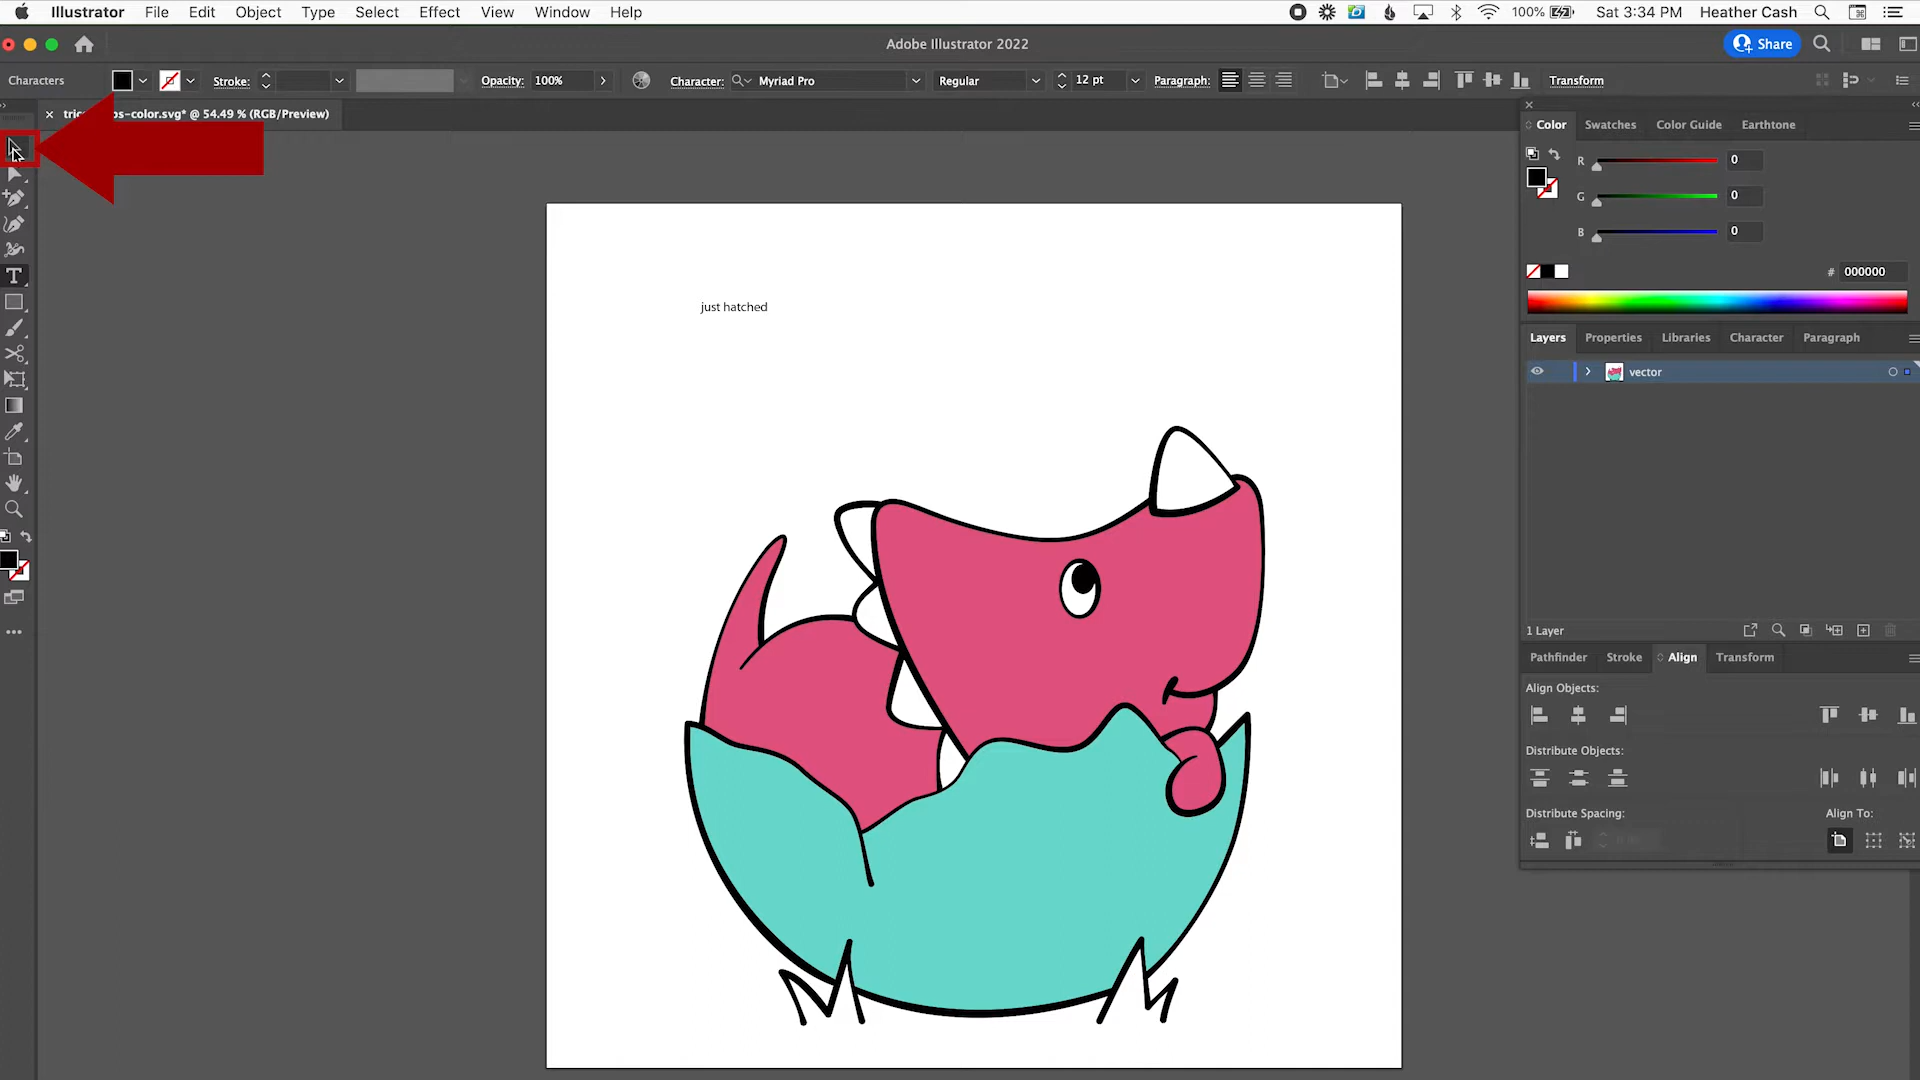 Illustrator File Edit Object Type Select Effect View Window Help 100% Sat 3:34 PM Heather Cash
Adobe Illustrator 2022 Share
Characters Stroke: Opacity: 100% Character: Myriad Pro Regular 12 pt Paragraph: Transform
os-color.svg* @ 54.49 % (RGB/Preview)
Color Swatches Color Guide Earthtone
R 0
G 0
B 0
# 000000
just hatched
Layers Properties Libraries Character Paragraph
vector
1 Layer
Pathfinder Stroke Align Transform
Align Objects:
Distribute Objects:
Distribute Spacing: Align To: